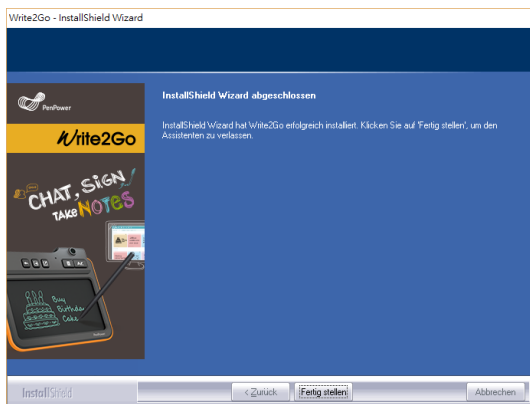 Write2Go - InstallShield Wizard
PenPower
InstallShield Wizard abgeschlossen
Write2Go
InstallShield Wizard hat Write2Go erfolgreich installiert. Klicken Sie auf 'Fertig stellen', um den
Assistenten zu verlassen.
CHAT, SIGN
TAKE NOTES
Buy
Birthday
Cake
InstallShield
< Zurück
Fertig stellen
Abbrechen